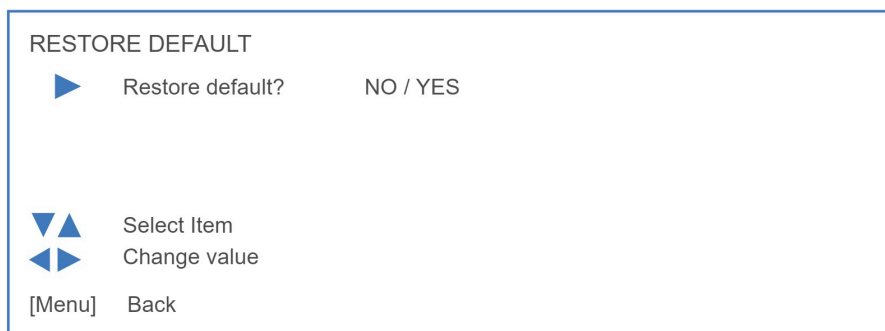 RESTORE DEFAULT
Restore default? NO / YES
Select Item
Change value
[Menu] Back